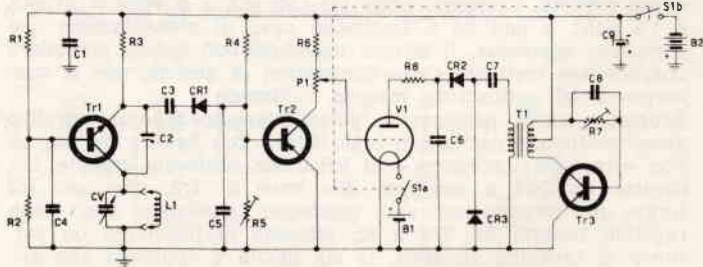 S1b
R1
C1
R3
R4
R6
P1
C9
B2
R8
CR2
C7
C3
CR1
C8
Tr1
Tr2
V1
T1
R7
C2
C6
S1a
Tr3
R2
C4
CV
L1
C5
R5
B1
CR3